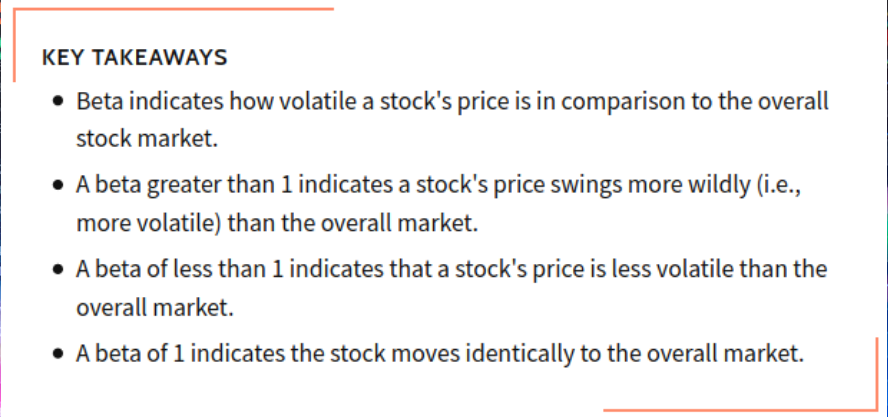 KEY TAKEAWAYS
• Beta indicates how volatile a stock's price is in comparison to the overall
stock market.
• A beta greater than 1 indicates a stock's price swings more wildly (i.e.,
more volatile) than the overall market.
• A beta of less than 1 indicates that a stock's price is less volatile than the
overall market.
• A beta of 1 indicates the stock moves identically to the overall market.